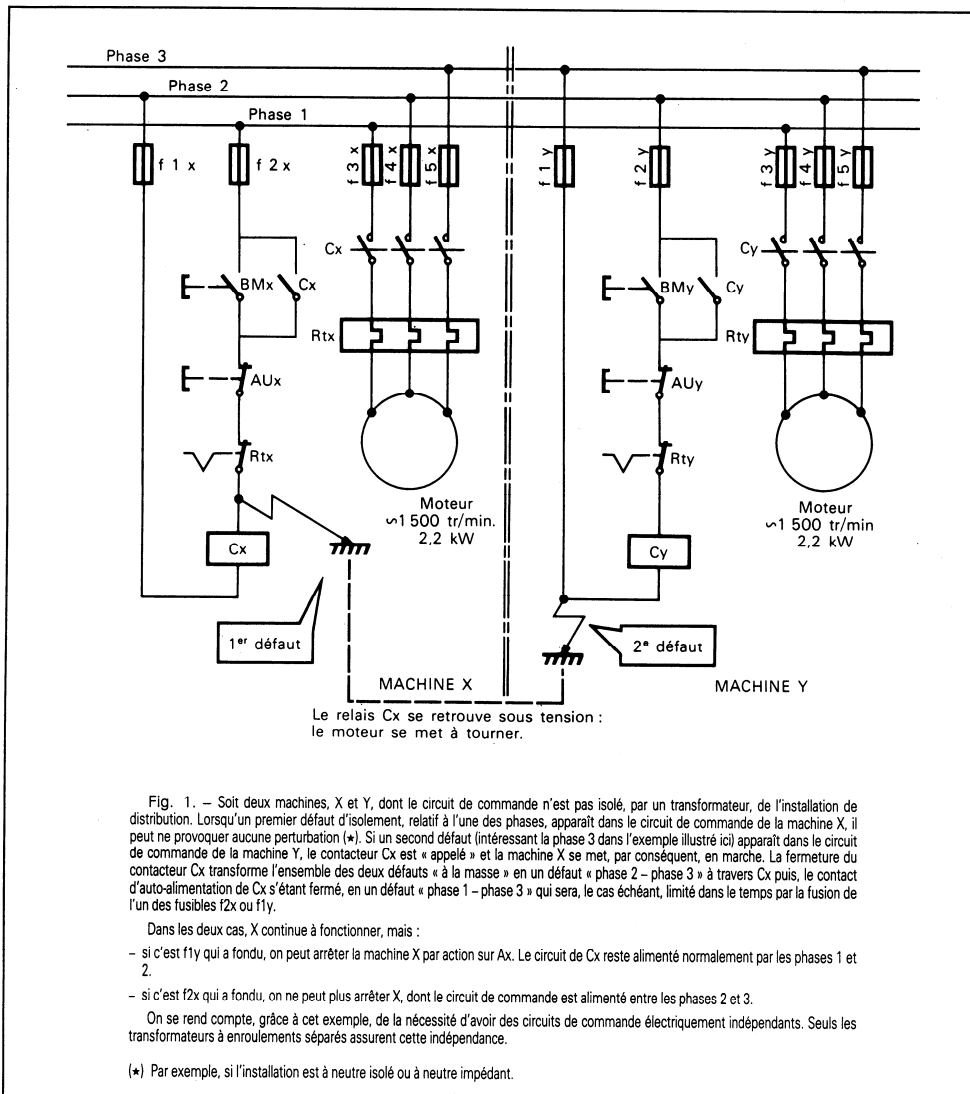 Phase 3
Phase 2
Phase 1
f 1 x
f 2 x
f 3 x
f 4 x
f 5 x
f 1 y
f 2 y
f 3 y
f 4 y
f 5 y
Cx
BMx
Cx
Cy
BMy
Cy
Rtx
Rty
AUx
AUy
Rtx
Rty
Moteur
∽1 500 tr/min.
2,2 kW
Moteur
∽1 500 tr/min
2,2 kW
Cx
Cy
1er défaut
2e défaut
MACHINE X
MACHINE Y
Le relais Cx se retrouve sous tension :
le moteur se met à tourner.
Fig. 1. – Soit deux machines, X et Y, dont le circuit de commande n'est pas isolé, par un transformateur, de l'installation de
distribution. Lorsqu'un premier défaut d'isolement, relatif à l'une des phases, apparaît dans le circuit de commande de la machine X, il
peut ne provoquer aucune perturbation (★). Si un second défaut (intéressant la phase 3 dans l'exemple illustré ici) apparaît dans le circuit
de commande de la machine Y, le contacteur Cx est « appelé » et la machine X se met, par conséquent, en marche. La fermeture du
contacteur Cx transforme l'ensemble des deux défauts « à la masse » en un défaut « phase 2 – phase 3 » à travers Cx puis, le contact
d'auto-alimentation de Cx s'étant fermé, en un défaut « phase 1 – phase 3 » qui sera, le cas échéant, limité dans le temps par la fusion de
l'un des fusibles f2x ou f1y.
Dans les deux cas, X continue à fonctionner, mais :
– si c'est f1y qui a fondu, on peut arrêter la machine X par action sur Ax. Le circuit de Cx reste alimenté normalement par les phases 1 et
2.
– si c'est f2x qui a fondu, on ne peut plus arrêter X, dont le circuit de commande est alimenté entre les phases 2 et 3.
On se rend compte, grâce à cet exemple, de la nécessité d'avoir des circuits de commande électriquement indépendants. Seuls les
transformateurs à enroulements séparés assurent cette indépendance.
(★) Par exemple, si l'installation est à neutre isolé ou à neutre impédant.